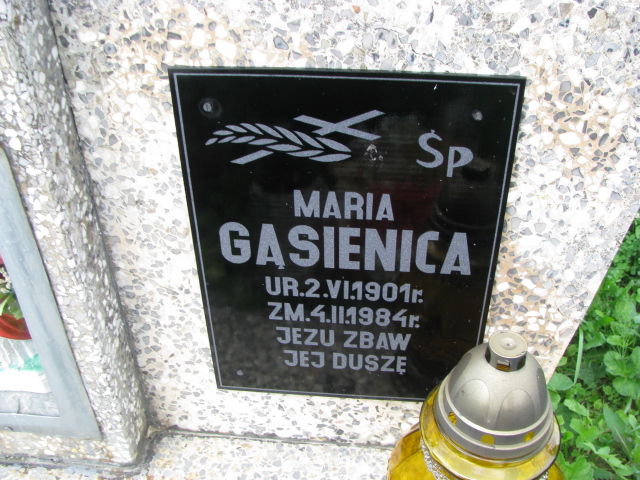 ŚP
MARIA
GĄSIENICA
UR.2.VI.1901r.
ZM.4.II.1984r.
JEZU ZBAW
JEJ DUSZĘ